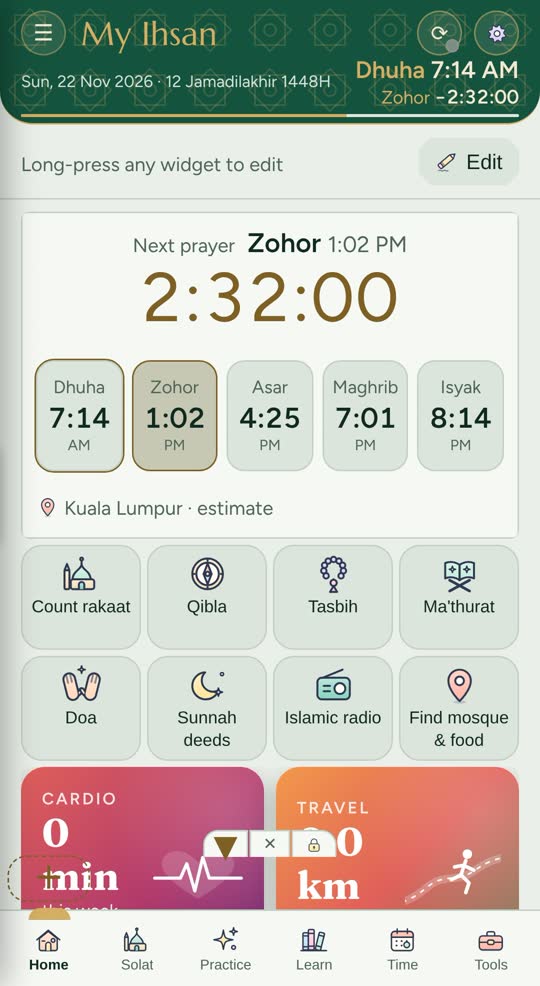 My Ihsan
Sun, 22 Nov 2026 · 12 Jamadilakhir 1448H
Dhuha 7:14 AM
Zohor −2:32:00
Long-press any widget to edit
Edit
Next prayer Zohor 1:02 PM
2:32:00
Dhuha Zohor Asar Maghrib Isyak
7:14 1:02 4:25 7:01 8:14
AM PM PM PM PM
Kuala Lumpur · estimate
Count rakaat Qibla Tasbih Ma'thurat
Doa Sunnah deeds Islamic radio Find mosque & food
CARDIO
0
min
this week
TRAVEL
0
km
Home Solat Practice Learn Time Tools